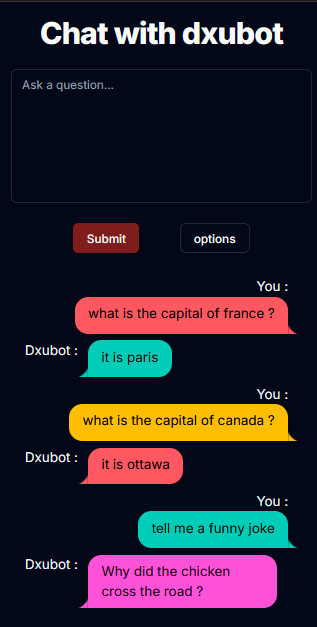 Chat with dxubot
Ask a question...
Submit options
You :
what is the capital of france ?
Dxubot :
it is paris
You :
what is the capital of canada ?
Dxubot :
it is ottawa
You :
tell me a funny joke
Dxubot :
Why did the chicken
cross the road ?